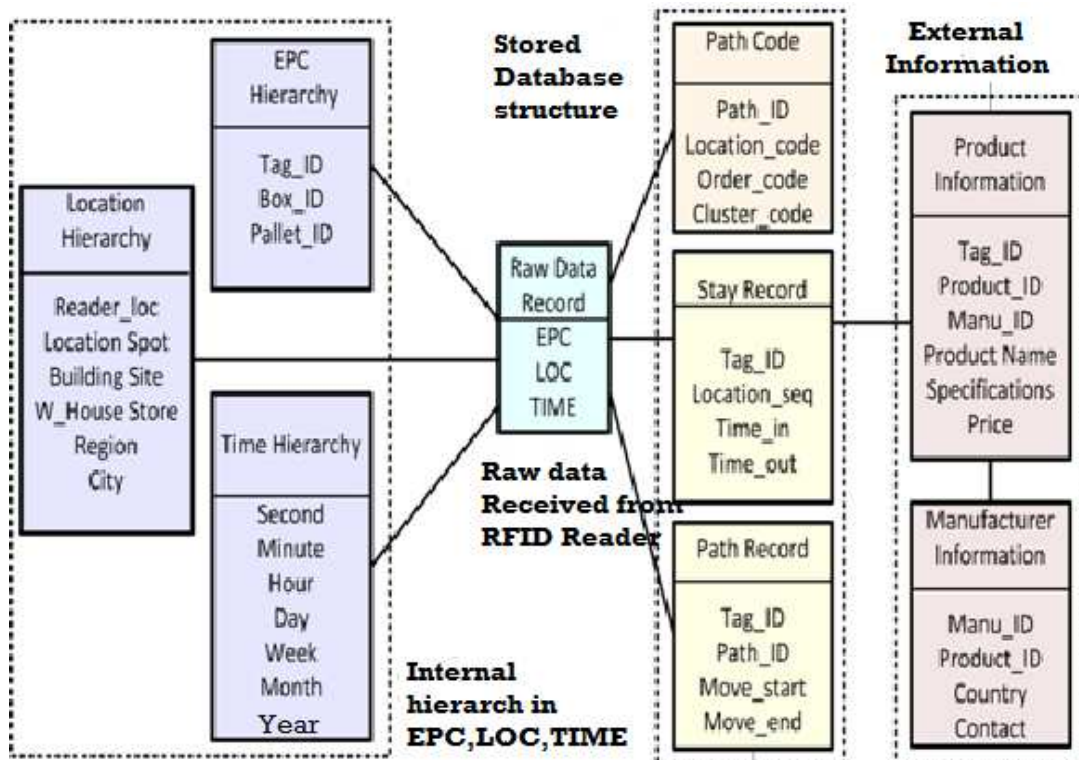 EPC
Hierarchy
Tag_ID
Box_ID
Pallet_ID
Location
Hierarchy
Reader_loc
Location Spot
Building Site
W_House Store
Region
City
Time Hierarchy
Second
Minute
Hour
Day
Week
Month
Year
Internal
hierarch in
EPC,LOC,TIME
Raw Data
Record
EPC
LOC
TIME
Raw data
Received from
RFID Reader
Stored
Database
structure
Path Code
Path_ID
Location_code
Order_code
Cluster_code
Stay Record
Tag_ID
Location_seq
Time_in
Time_out
Path Record
Tag_ID
Path_ID
Move_start
Move_end
External
Information
Product
Information
Tag_ID
Product_ID
Manu_ID
Product Name
Specifications
Price
Manufacturer
Information
Manu_ID
Product_ID
Country
Contact